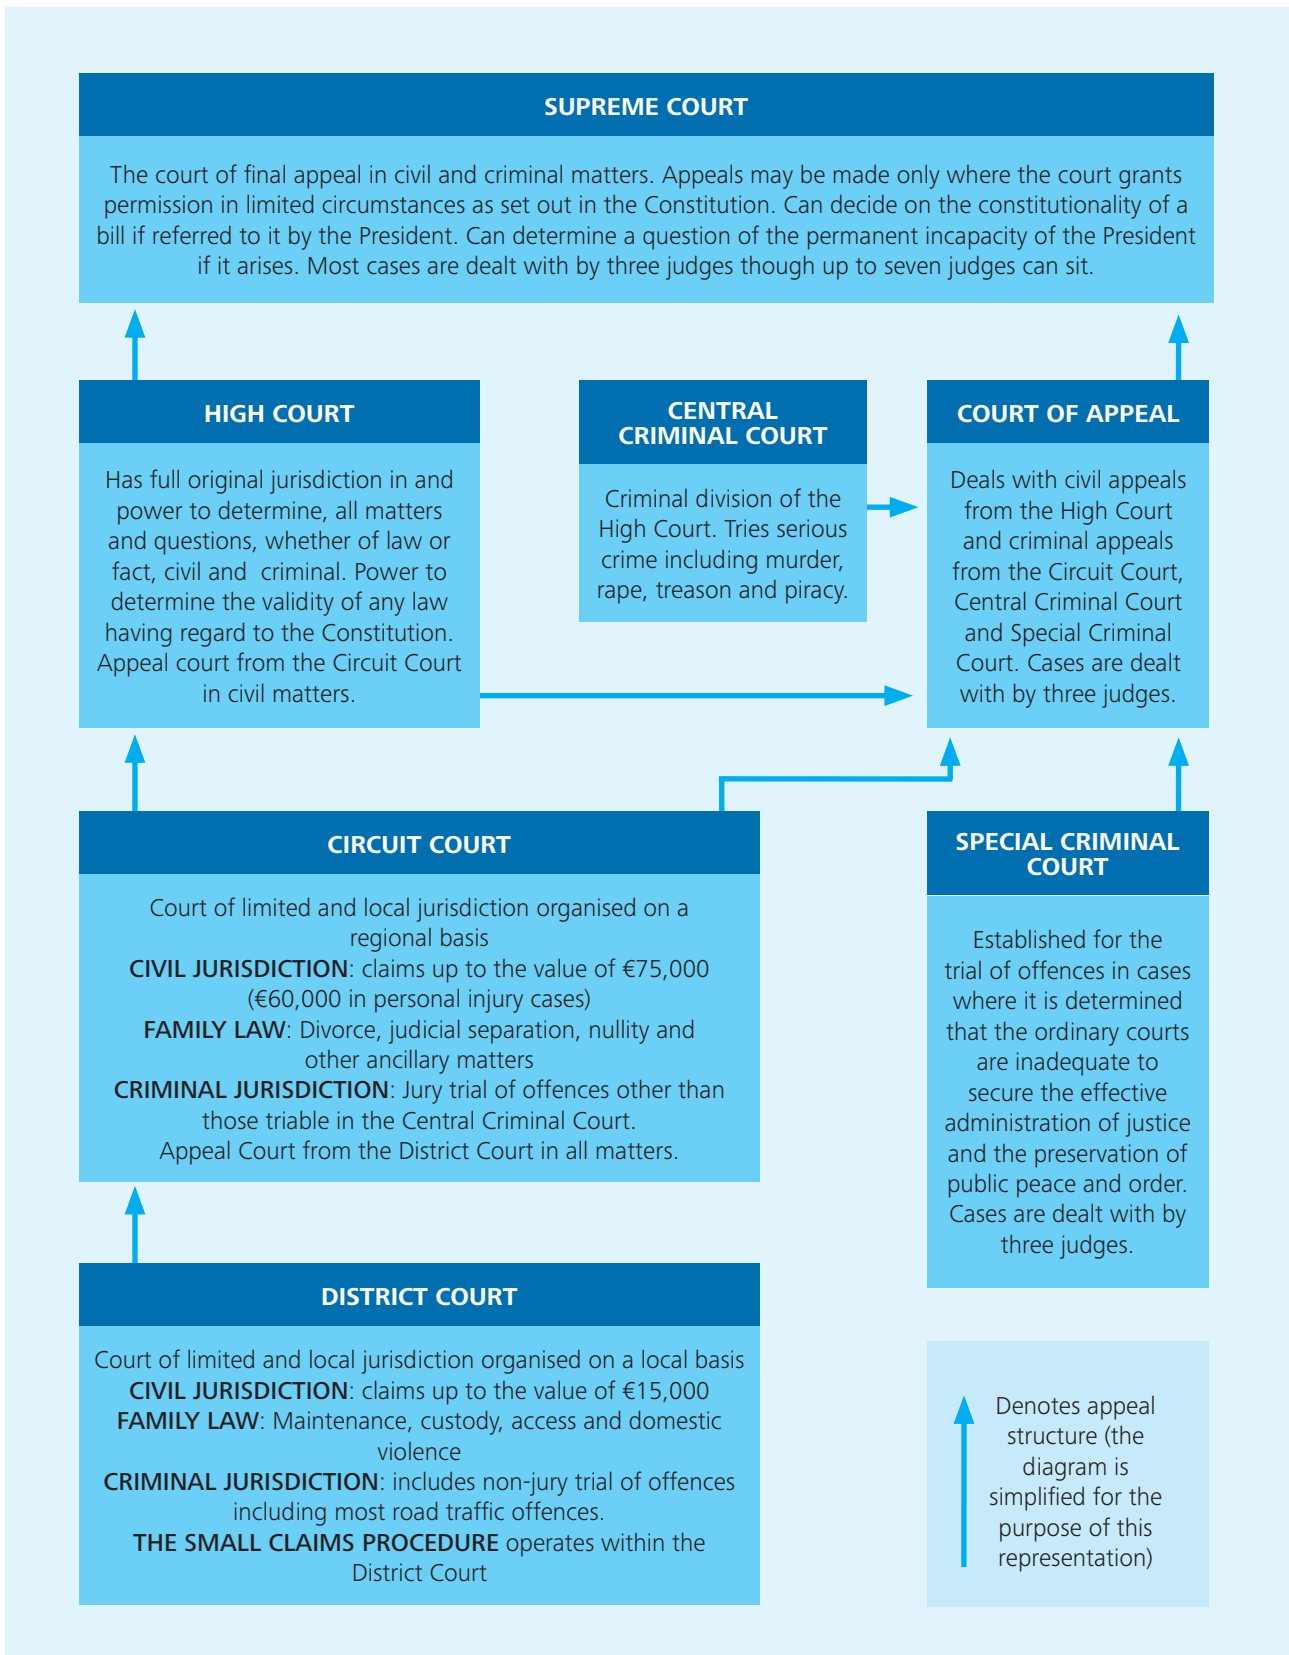 SUPREME COURT
The court of final appeal in civil and criminal matters. Appeals may be made only where the court grants
permission in limited circumstances as set out in the Constitution. Can decide on the constitutionality of a
bill if referred to it by the President. Can determine a question of the permanent incapacity of the President
if it arises. Most cases are dealt with by three judges though up to seven judges can sit.
HIGH COURT
Has full original jurisdiction in and
power to determine, all matters
and questions, whether of law or
fact, civil and criminal. Power to
determine the validity of any law
having regard to the Constitution.
Appeal court from the Circuit Court
in civil matters.
CENTRAL
CRIMINAL COURT
Criminal division of the
High Court. Tries serious
crime including murder,
rape, treason and piracy.
COURT OF APPEAL
Deals with civil appeals
from the High Court
and criminal appeals
from the Circuit Court,
Central Criminal Court
and Special Criminal
Court. Cases are dealt
with by three judges.
CIRCUIT COURT
Court of limited and local jurisdiction organised on a
regional basis
CIVIL JURISDICTION: claims up to the value of €75,000
(€60,000 in personal injury cases)
FAMILY LAW: Divorce, judicial separation, nullity and
other ancillary matters
CRIMINAL JURISDICTION: Jury trial of offences other than
those triable in the Central Criminal Court.
Appeal Court from the District Court in all matters.
SPECIAL CRIMINAL
COURT
Established for the
trial of offences in cases
where it is determined
that the ordinary courts
are inadequate to
secure the effective
administration of justice
and the preservation of
public peace and order.
Cases are dealt with by
three judges.
DISTRICT COURT
Court of limited and local jurisdiction organised on a local basis
CIVIL JURISDICTION: claims up to the value of €15,000
FAMILY LAW: Maintenance, custody, access and domestic
violence
CRIMINAL JURISDICTION: includes non-jury trial of offences
including most road traffic offences.
THE SMALL CLAIMS PROCEDURE operates within the
District Court
Denotes appeal
structure (the
diagram is
simplified for the
purpose of this
representation)